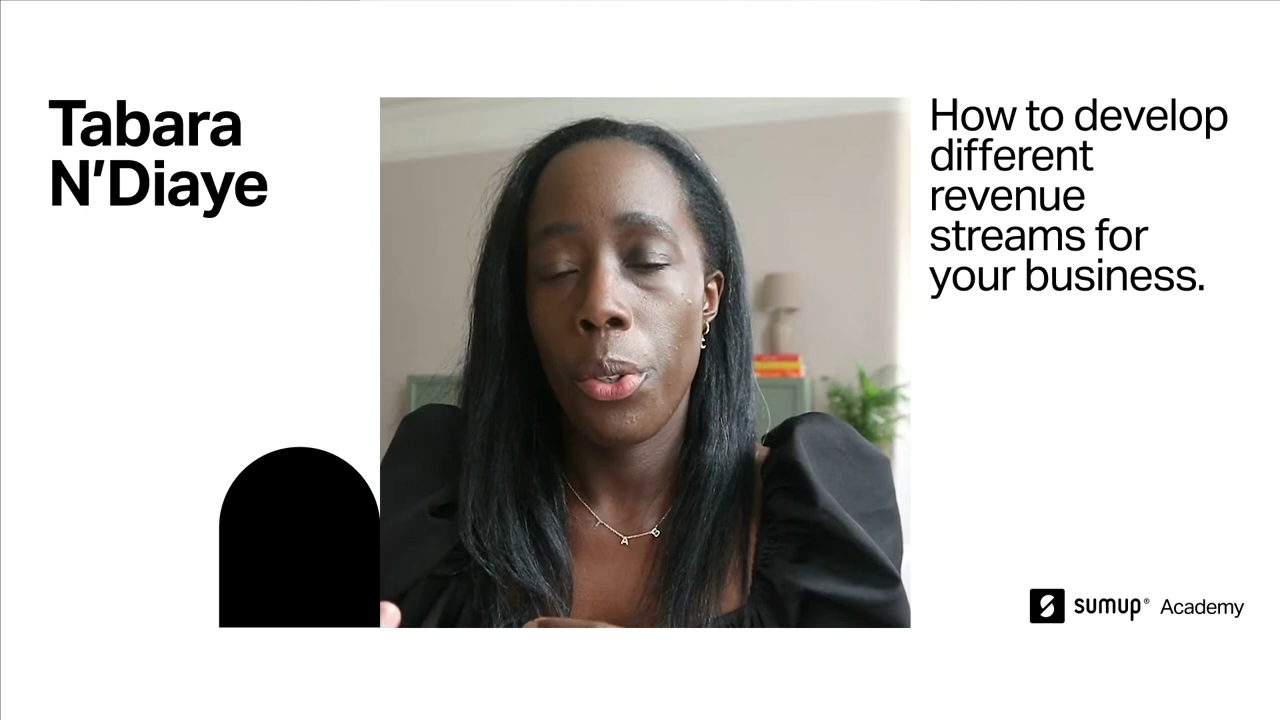 Tabara
N’Diaye
How to develop
different
revenue
streams for
your business.
sumup® Academy
T A B